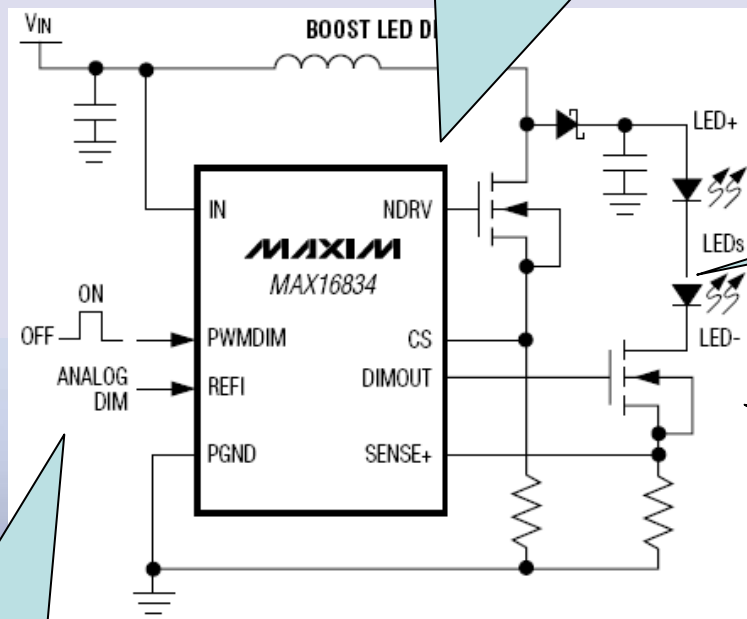 VIN
BOOST LED
LED+
IN
NDRV
MAXIM
MAX16834
LEDs
ON
OFF
PWMDIM
CS
LED-
ANALOG
DIM
REFI
DIMOUT
PGND
SENSE+